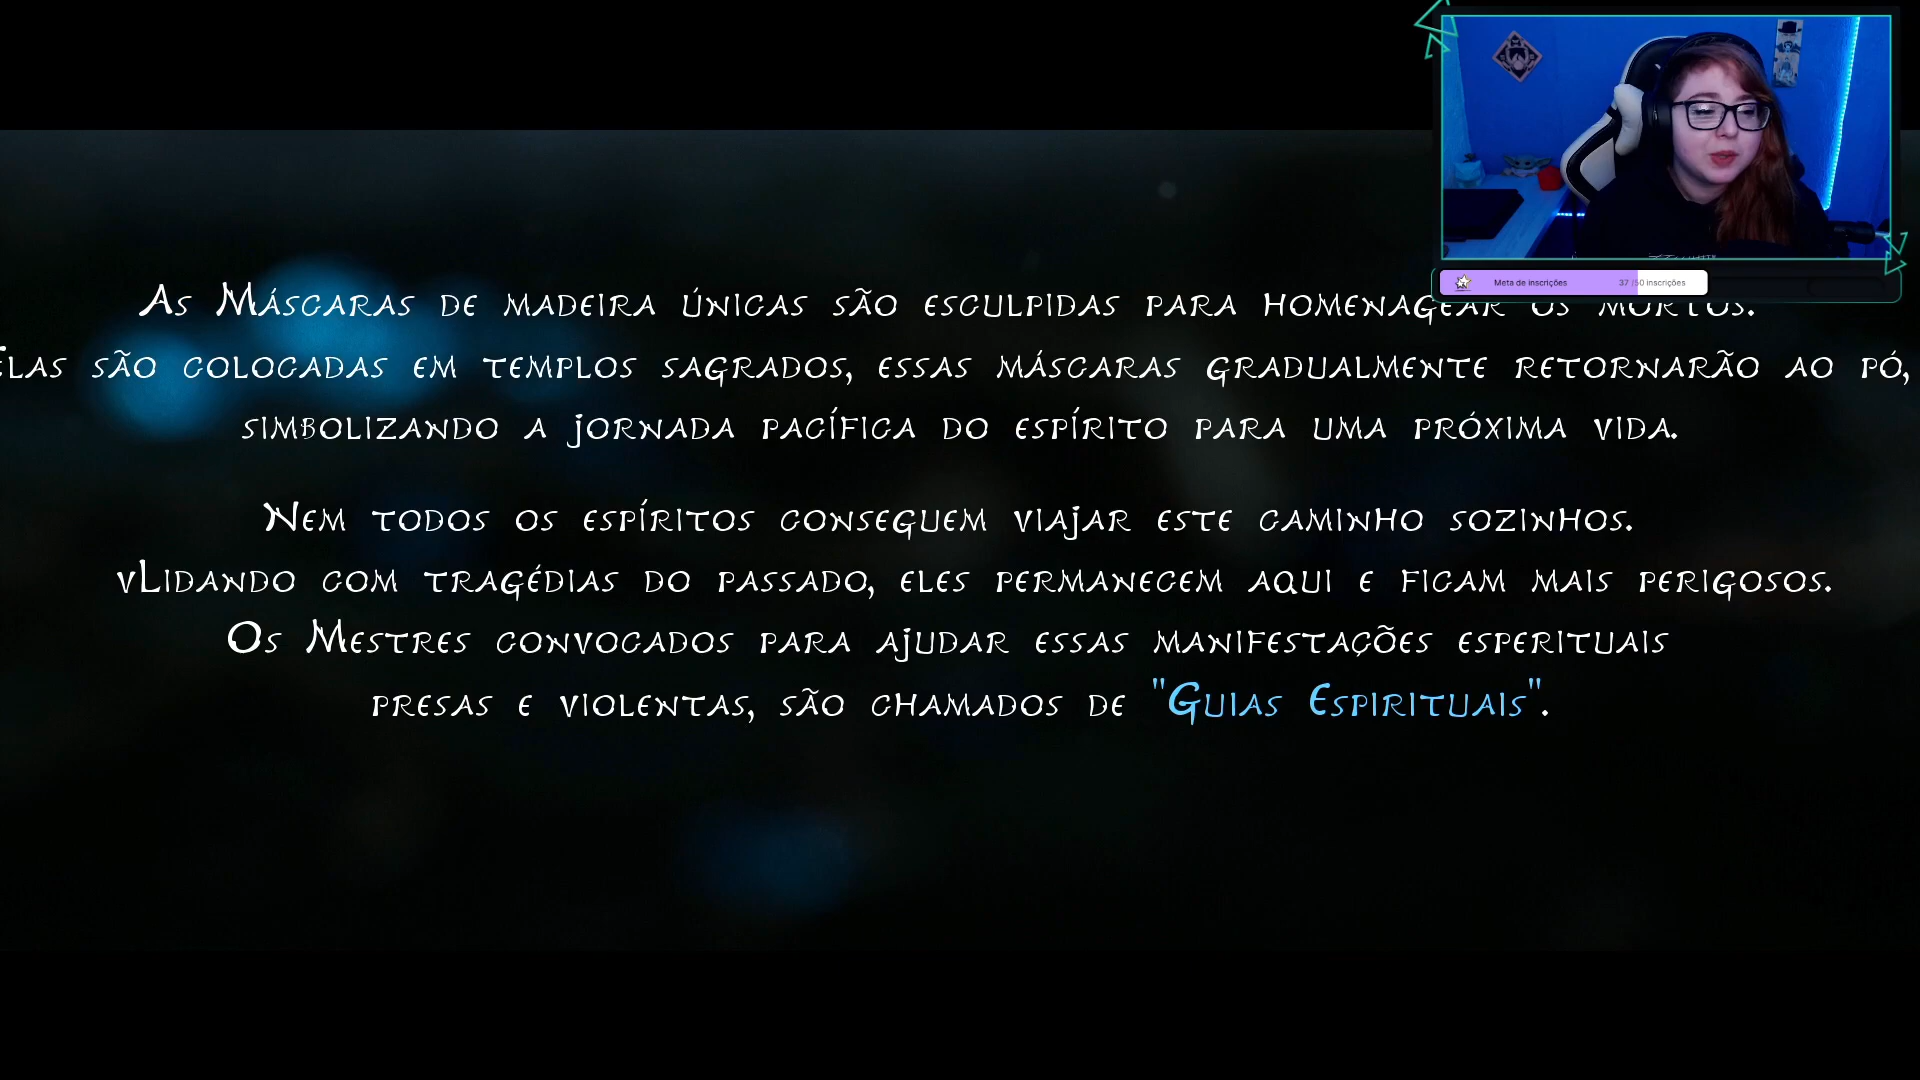 As Máscaras de madeira únicas são esculpidas para homenagear os mortos.
Elas são colocadas em templos sagrados, essas máscaras gradualmente retornarão ao pó,
simbolizando a jornada pacífica do espírito para uma próxima vida.
Nem todos os espíritos conseguem viajar este caminho sozinhos.
vLidando com tragédias do passado, eles permanecem aqui e ficam mais perigosos.
Os Mestres convocados para ajudar essas manifestações esperituais
presas e violentas, são chamados de "Guias Espirituais".
Meta de inscrições 37 /50 inscrições